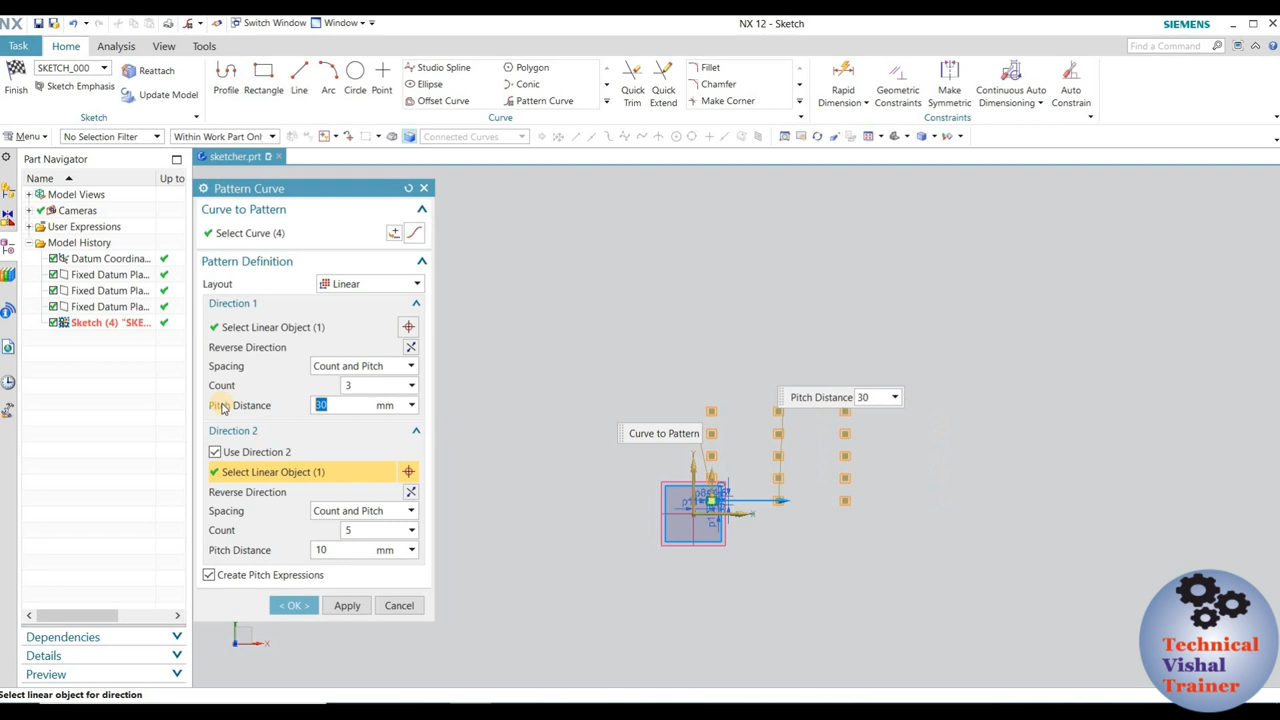 NX
Switch Window
Window
NX 12 - Sketch
SIEMENS
Task
Home
Analysis
View
Tools
Find a Command
SKETCH_000
Reattach
Finish
Sketch Emphasis
Update Model
Sketch
Profile
Rectangle
Line
Arc
Circle
Point
Studio Spline
Polygon
Ellipse
Conic
Offset Curve
Pattern Curve
Curve
Quick Trim
Quick Extend
Fillet
Chamfer
Make Corner
Rapid Dimension
Geometric Constraints
Make Symmetric
Continuous Auto Dimensioning
Auto Constrain
Constraints
Menu
No Selection Filter
Within Work Part Onl
Connected Curves
Part Navigator
sketcher.prt
Name
Up to
Model Views
Cameras
User Expressions
Model History
Datum Coordina...
Fixed Datum Pla...
Fixed Datum Pla...
Fixed Datum Pla...
Sketch (4) "SKE...
Dependencies
Details
Preview
Pattern Curve
Curve to Pattern
Select Curve (4)
Pattern Definition
Layout
Linear
Direction 1
Select Linear Object (1)
Reverse Direction
Spacing
Count and Pitch
Count
3
Pitch Distance
30
mm
Direction 2
Use Direction 2
Select Linear Object (1)
Reverse Direction
Spacing
Count and Pitch
Count
5
Pitch Distance
10
mm
Create Pitch Expressions
< OK >
Apply
Cancel
Pitch Distance 30
Curve to Pattern
X
Select linear object for direction
Technical
Vishal
Trainer